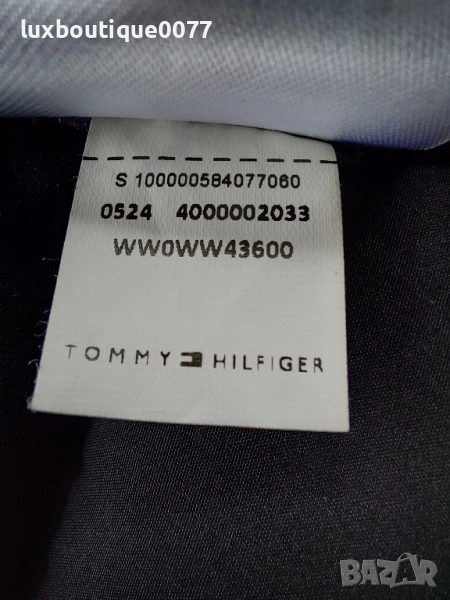 luxboutique0077
S 100000584077060
0524 4000002033
WW0WW43600
TOMMY HILFIGER
BAZAR